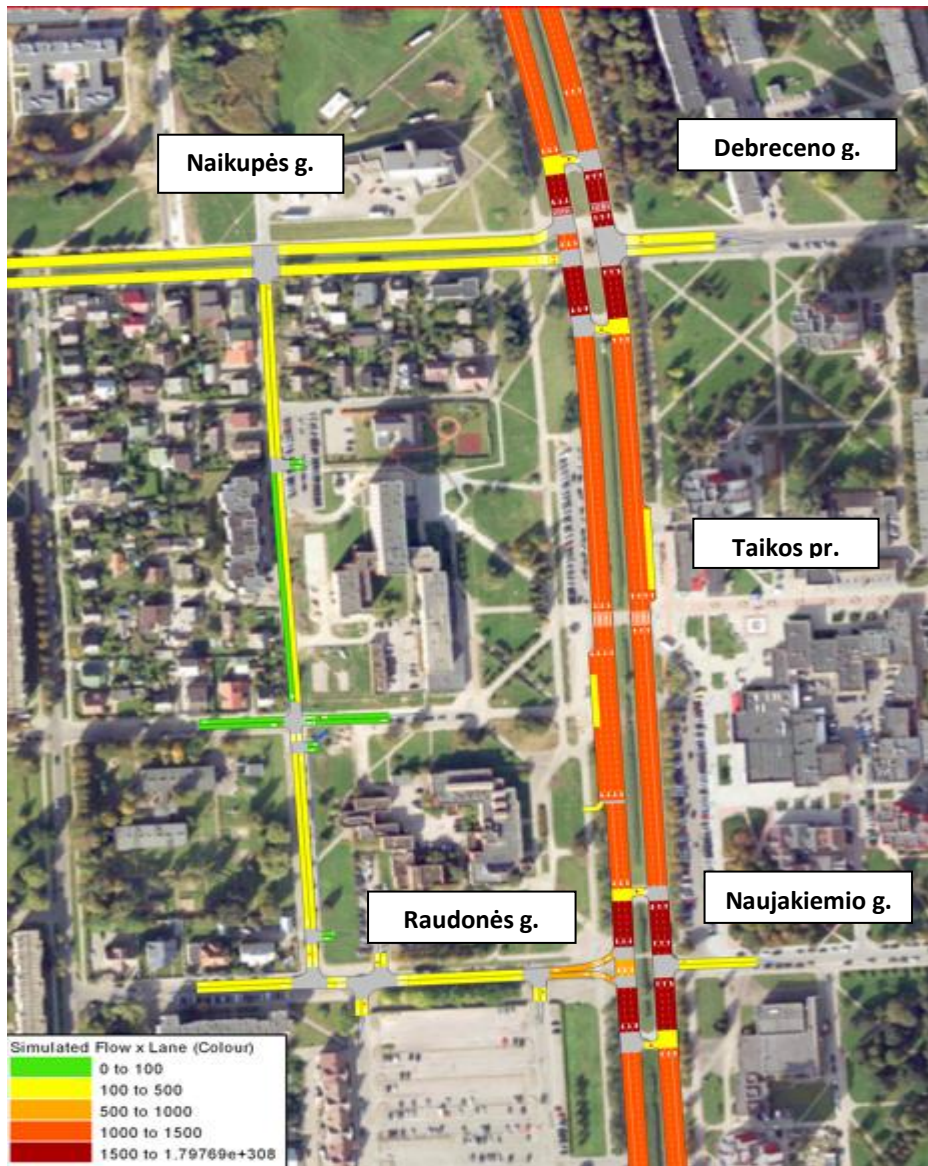 Naikupės g.
Debreceno g.
Taikos pr.
Naujakiemio g.
Raudonės g.
Simulated Flow x Lane (Colour)
0 to 100
100 to 500
500 to 1000
1000 to 1500
1500 to 1.79769e+308